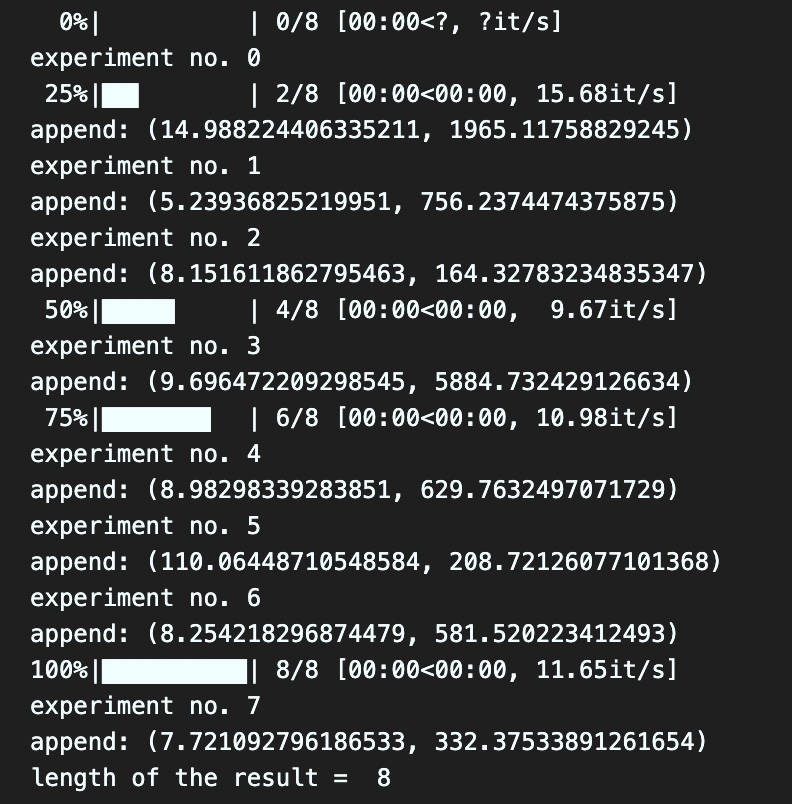 0%|          | 0/8 [00:00<?, ?it/s]
experiment no. 0
25%|██▌       | 2/8 [00:00<00:00, 15.68it/s]
append: (14.988224406335211, 1965.11758829245)
experiment no. 1
append: (5.23936825219951, 756.2374474375875)
experiment no. 2
append: (8.151611862795463, 164.32783234835347)
50%|█████     | 4/8 [00:00<00:00,  9.67it/s]
experiment no. 3
append: (9.696472209298545, 5884.732429126634)
75%|███████▌  | 6/8 [00:00<00:00, 10.98it/s]
experiment no. 4
append: (8.98298339283851, 629.7632497071729)
experiment no. 5
append: (110.06448710548584, 208.72126077101368)
experiment no. 6
append: (8.254218296874479, 581.520223412493)
100%|██████████| 8/8 [00:00<00:00, 11.65it/s]
experiment no. 7
append: (7.721092796186533, 332.37533891261654)
length of the result =  8